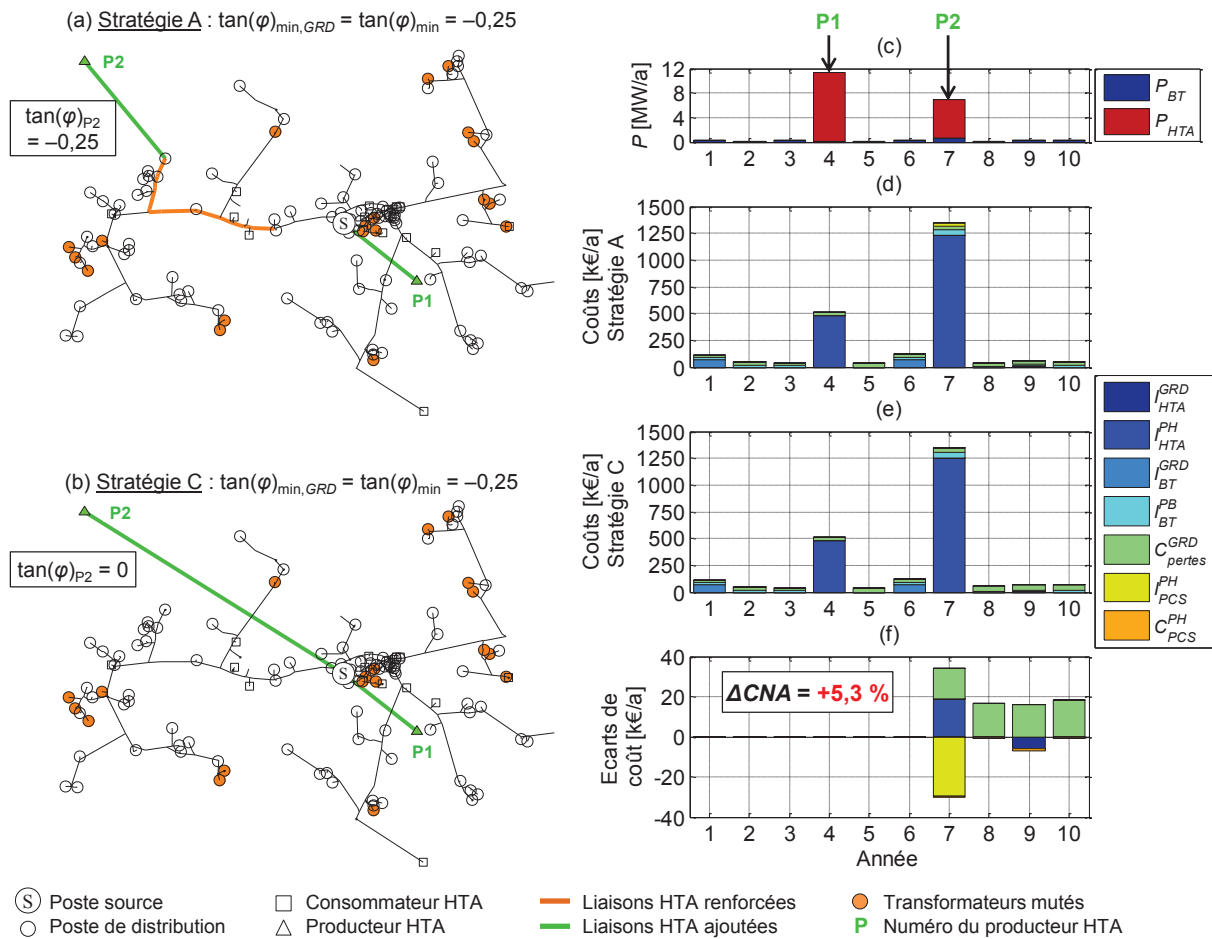 (a) Stratégie A : tan(φ)min,GRD = tan(φ)min = –0,25
P2
tan(φ)P2
= –0,25
S
P1
(b) Stratégie C : tan(φ)min,GRD = tan(φ)min = –0,25
P2
tan(φ)P2 = 0
S
P1
P1 P2
(c)
P [MW/a]
12
8
4
0
1 2 3 4 5 6 7 8 9 10
PBT
PHTA
(d)
Coûts [k€/a]
Stratégie A
1500
1250
1000
750
500
250
0
1 2 3 4 5 6 7 8 9 10
(e)
Coûts [k€/a]
Stratégie C
1500
1250
1000
750
500
250
0
1 2 3 4 5 6 7 8 9 10
(f)
Ecarts de
coût [k€/a]
40
20
0
–20
–40
ΔCNA = +5,3 %
1 2 3 4 5 6 7 8 9 10
Année
I GRD HTA
I PH HTA
I GRD BT
I PB BT
C GRD pertes
I PH PCS
C PH PCS
S Poste source
Poste de distribution
Consommateur HTA
Producteur HTA
Liaisons HTA renforcées
Liaisons HTA ajoutées
Transformateurs mutés
P Numéro du producteur HTA